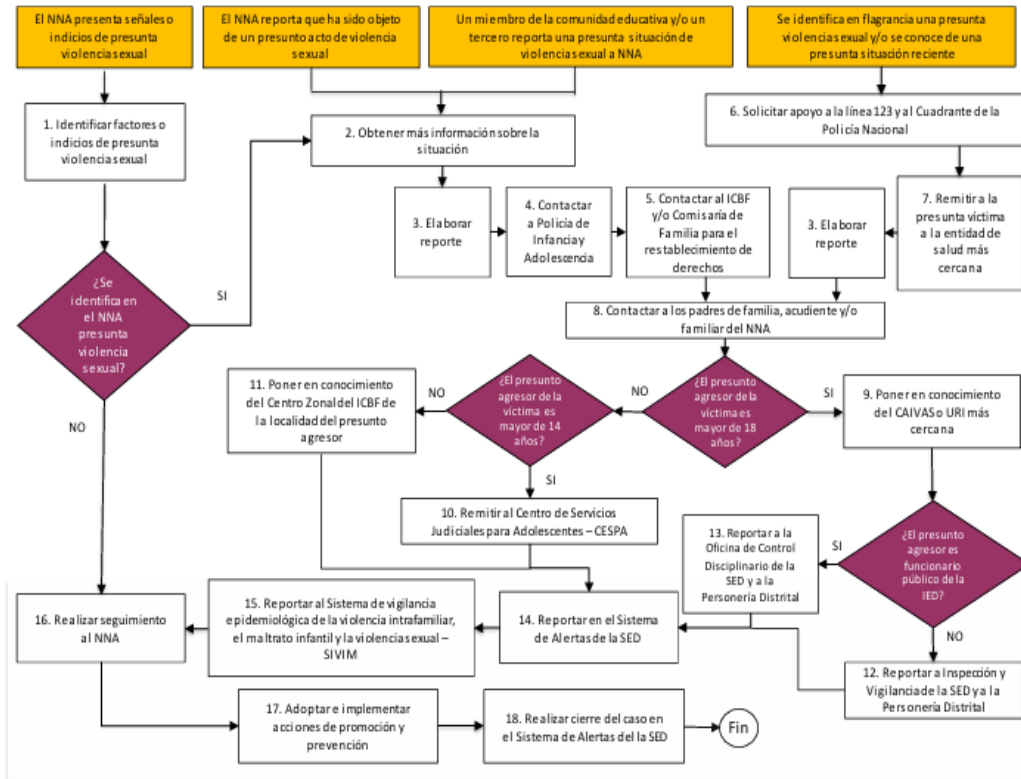 El NNA presenta señales o
indicios de presunta
violencia sexual
El NNA reporta que ha sido objeto
de un presunto acto de violencia
sexual
Un miembro de la comunidad educativa y/o un
tercero reporta una presunta situación de
violencia sexual a NNA
Se identifica en flagrancia una presunta
violencia sexual y/o se conoce de una
presunta situación reciente
1. Identificar factores o
indicios de presunta
violencia sexual
2. Obtener más información sobre la
situación
6. Solicitar apoyo a la línea 123 y al Cuadrante de la
Policía Nacional
3. Elaborar
reporte
4. Contactar
a Policía de
Infancia y
Adolescencia
5. Contactar al ICBF
y/o Comisaría de
Familia para el
restablecimiento de
derechos
3. Elaborar
reporte
7. Remitir a la
presunta víctima
a la entidad de
salud más
cercana
¿Se
identifica en
el NNA
presunta
violencia
sexual?
SI
NO
8. Contactar a los padres de familia, acudiente y/o
familiar del NNA
11. Poner en conocimiento
del Centro Zonal del ICBF de
la localidad del presunto
agresor
NO
¿El presunto
agresor de la
víctima es
mayor de 14
años?
NO
¿El presunto
agresor de la
víctima es
mayor de 18
años?
SI
9. Poner en conocimiento
del CAIVAS o URI más
cercana
SI
10. Remitir al Centro de Servicios
Judiciales para Adolescentes – CESPA
13. Reportar a la
Oficina de Control
Disciplinario de la
SED y a la
Personería Distrital
SI
¿El presunto
agresor es
funcionario
público de la
IED?
NO
16. Realizar seguimiento
al NNA
15. Reportar al Sistema de vigilancia
epidemiológica de la violencia intrafamiliar,
el maltrato infantil y la violencia sexual –
SIVIM
14. Reportar en el Sistema
de Alertas de la SED
12. Reportar a Inspección y
Vigilancia de la SED y a la
Personería Distrital
17. Adoptar e implementar
acciones de promoción y
prevención
18. Realizar cierre del caso en
el Sistema de Alertas del la SED
Fin